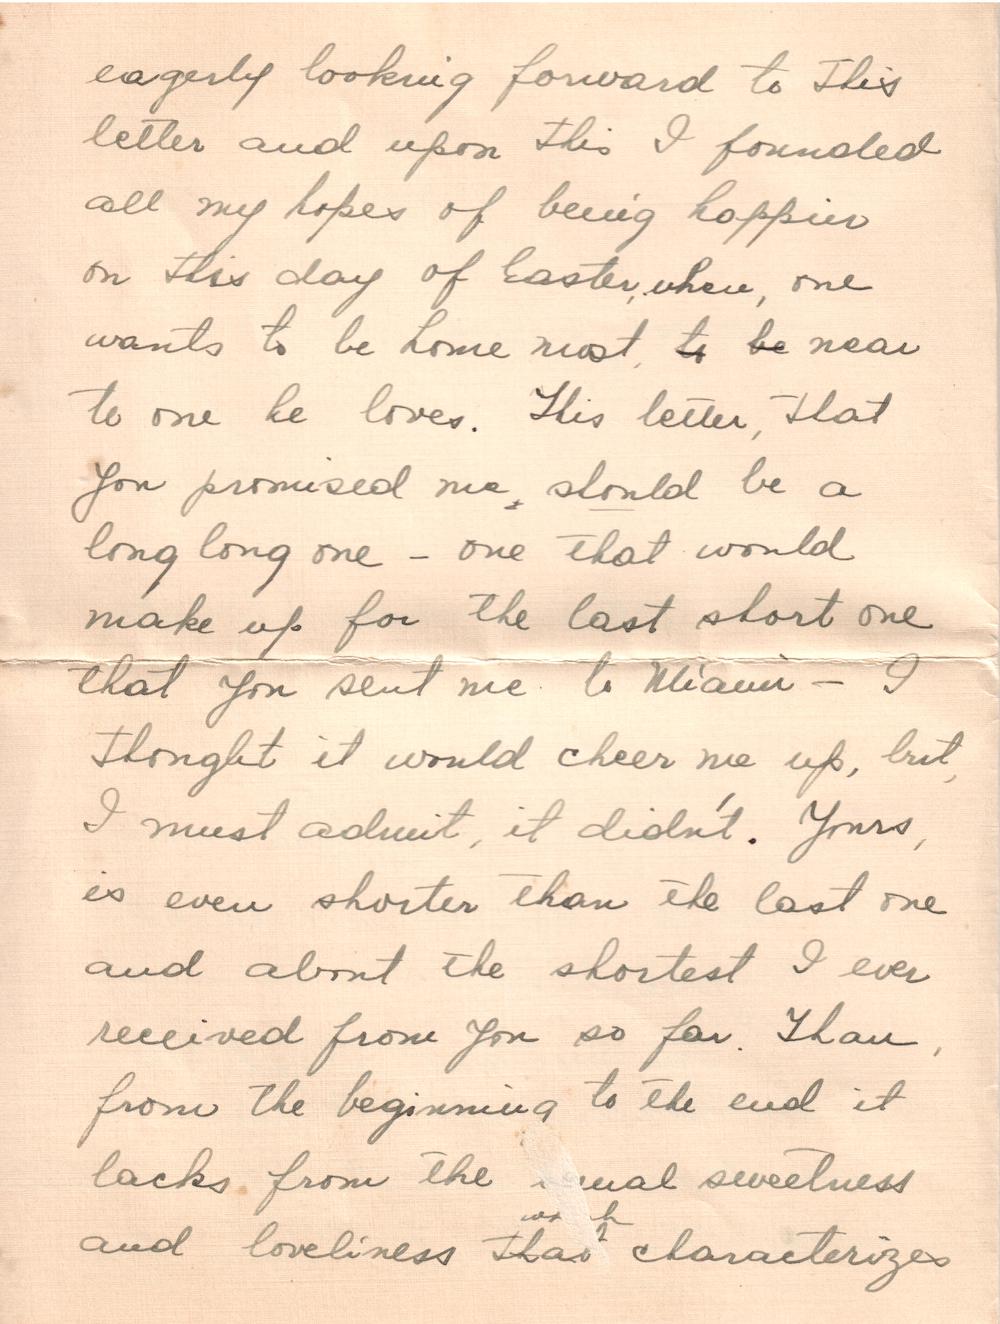 eagerly looking forward to this
letter and upon this I founded
all my hopes of being happier
on this day of Easter, when, one
wants to be home most, to be near
to one he loves. This letter, that
you promised me, should be a
long long one – one that would
make up for the last short one
that you sent me to Miami – I
thought it would cheer me up, but,
I must admit, it didn't. Yours,
is even shorter than the last one
and about the shortest I ever
received from you so far. Than,
from the beginning to the end it
lacks from the usual sweetness
and loveliness that characterizes